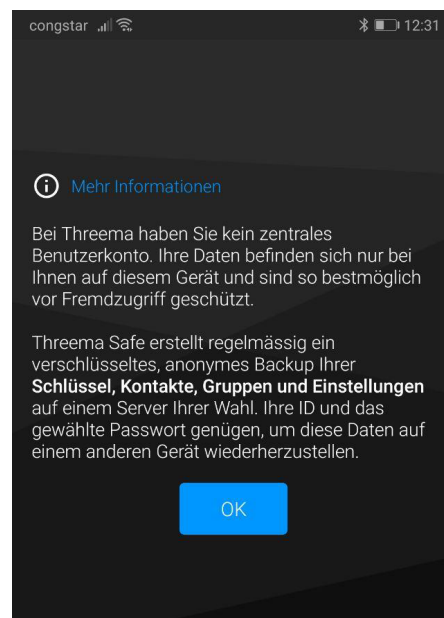 congstar 12:31
Mehr Informationen
Bei Threema haben Sie kein zentrales
Benutzerkonto. Ihre Daten befinden sich nur bei
Ihnen auf diesem Gerät und sind so bestmöglich
vor Fremdzugriff geschützt.
Threema Safe erstellt regelmässig ein
verschlüsseltes, anonymes Backup Ihrer
Schlüssel, Kontakte, Gruppen und Einstellungen
auf einem Server Ihrer Wahl. Ihre ID und das
gewählte Passwort genügen, um diese Daten auf
einem anderen Gerät wiederherzustellen.
OK